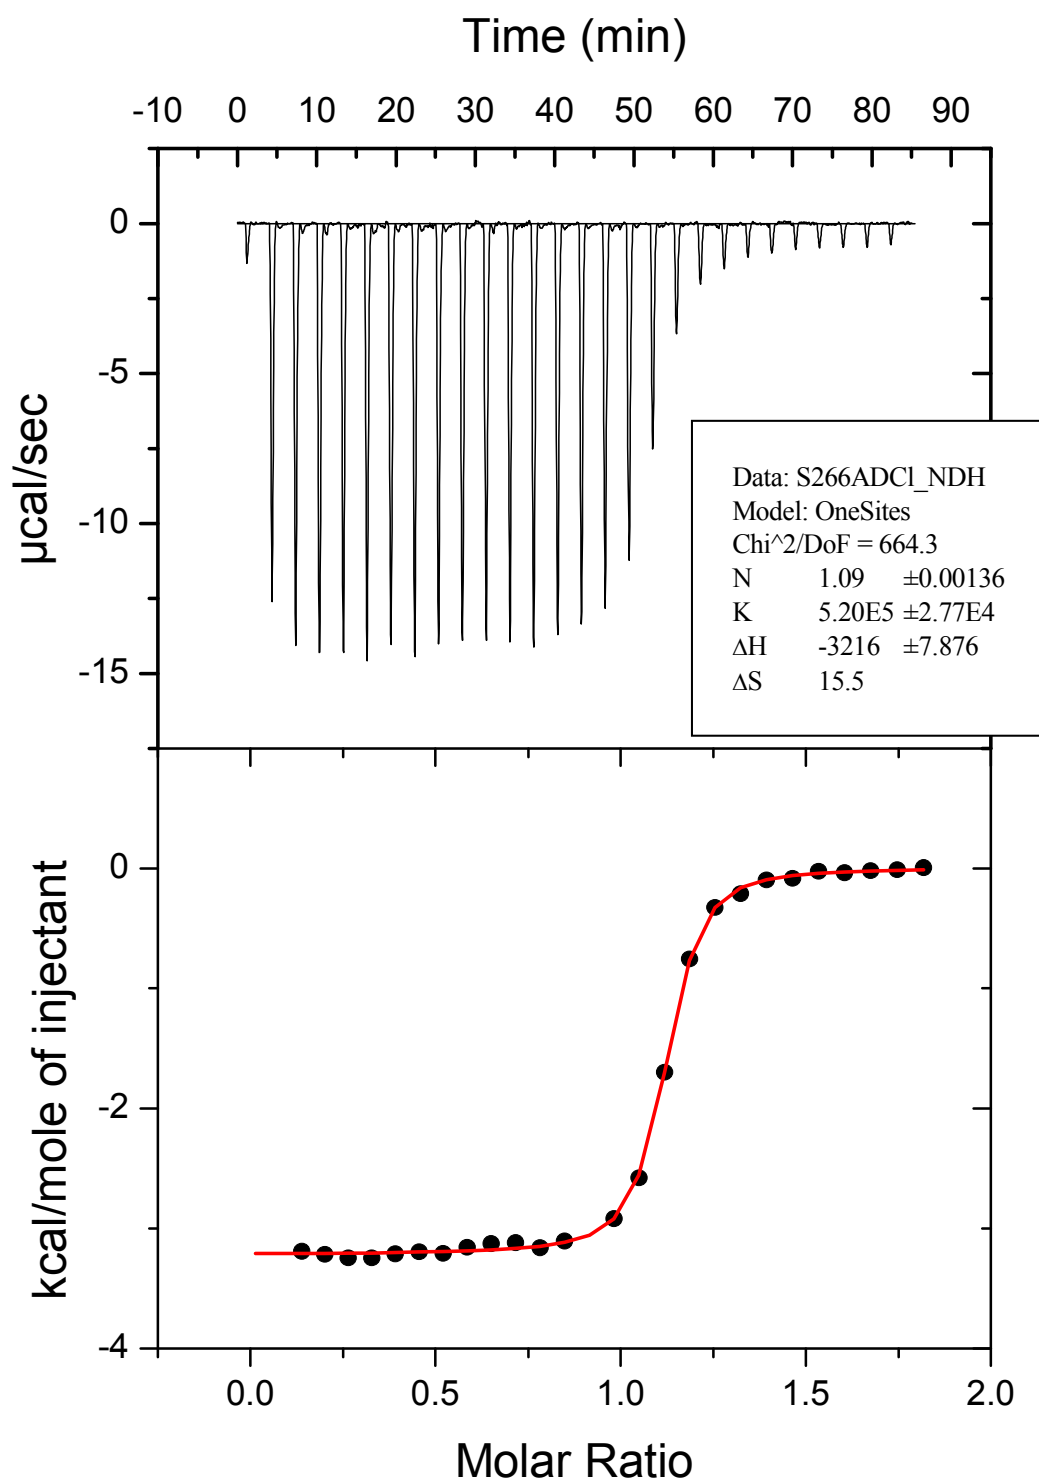 Time (min)
-10 0 10 20 30 40 50 60 70 80 90
0
-5
-10
-15
µcal/sec
Data: S266ADCl_NDH
Model: OneSites
Chi^2/DoF = 664.3
N 1.09 ±0.00136
K 5.20E5 ±2.77E4
ΔH -3216 ±7.876
ΔS 15.5
0
-2
-4
kcal/mole of injectant
0.0 0.5 1.0 1.5 2.0
Molar Ratio